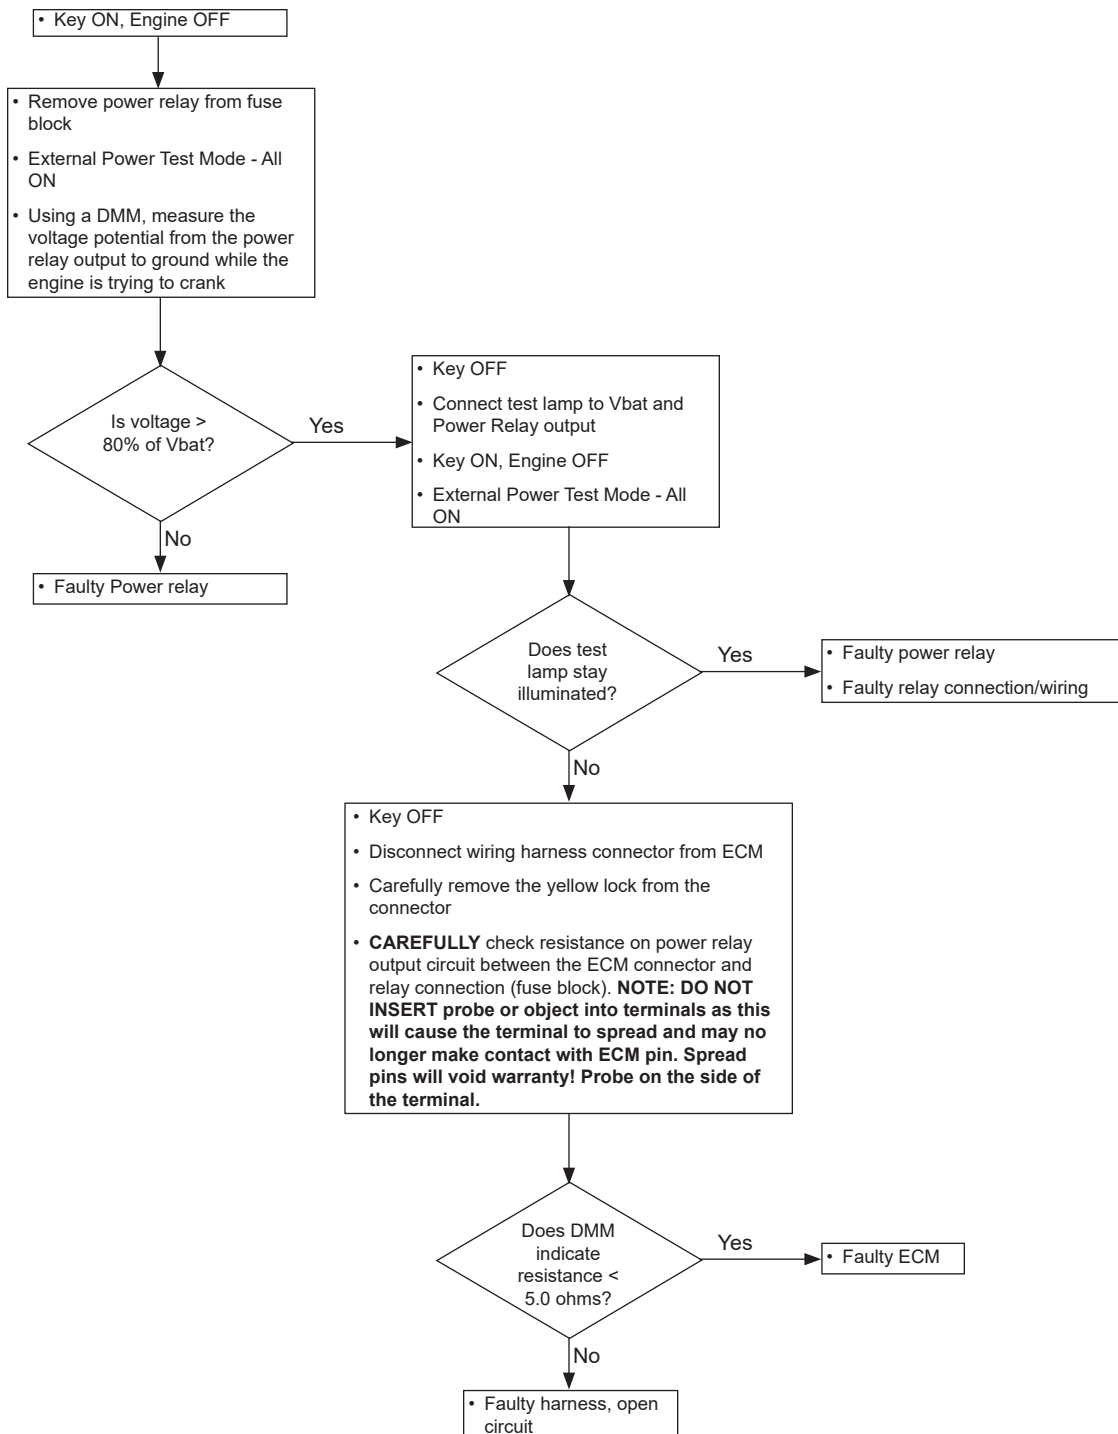 • Key ON, Engine OFF
• Remove power relay from fuse
block
• External Power Test Mode - All
ON
• Using a DMM, measure the
voltage potential from the power
relay output to ground while the
engine is trying to crank
Is voltage >
80% of Vbat?
Yes
No
• Faulty Power relay
• Key OFF
• Connect test lamp to Vbat and
Power Relay output
• Key ON, Engine OFF
• External Power Test Mode - All
ON
Does test
lamp stay
illuminated?
Yes
• Faulty power relay
• Faulty relay connection/wiring
No
• Key OFF
• Disconnect wiring harness connector from ECM
• Carefully remove the yellow lock from the
connector
• CAREFULLY check resistance on power relay
output circuit between the ECM connector and
relay connection (fuse block). NOTE: DO NOT
INSERT probe or object into terminals as this
will cause the terminal to spread and may no
longer make contact with ECM pin. Spread
pins will void warranty! Probe on the side of
the terminal.
Does DMM
indicate
resistance <
5.0 ohms?
Yes
• Faulty ECM
No
• Faulty harness, open
circuit